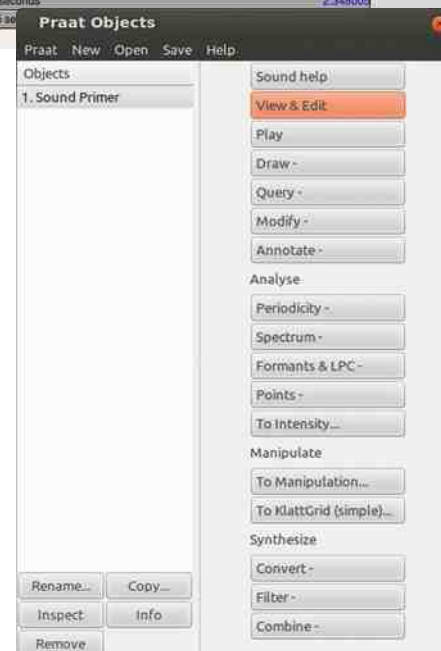 Praat Objects
Praat New Open Save Help
Objects
1. Sound Primer
Sound help
View & Edit
Play
Draw -
Query -
Modify -
Annotate -
Analyse
Periodicity -
Spectrum -
Formants & LPC -
Points -
To Intensity...
Manipulate
To Manipulation...
To KlattGrid (simple)...
Synthesize
Convert -
Filter -
Combine -
Rename... Copy...
Inspect Info
Remove